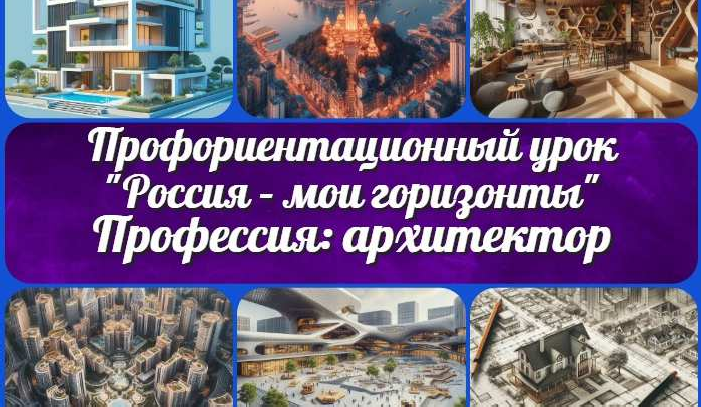 Профориентационный урок
"Россия – мои горизонты"
Профессия: архитектор